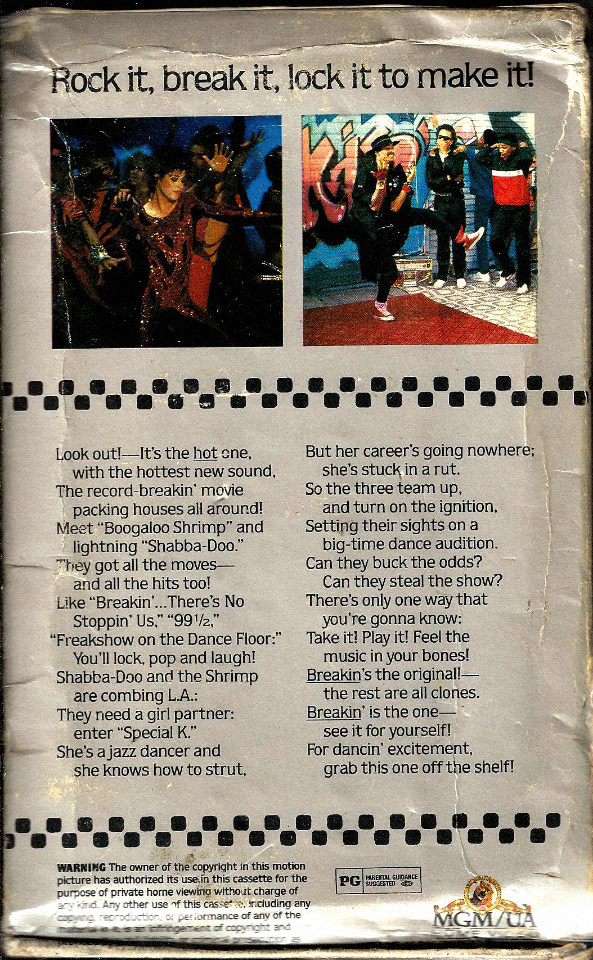 Rock it, break it, lock it to make it!
Look out!—It's the hot one,
with the hottest new sound,
The record-breakin' movie
packing houses all around!
Meet "Boogaloo Shrimp" and
lightning "Shabba-Doo."
They got all the moves—
and all the hits too!
Like "Breakin'...There's No
Stoppin' Us," "99 1/2,"
"Freakshow on the Dance Floor:"
You'll lock, pop and laugh!
Shabba-Doo and the Shrimp
are combing L.A.:
They need a girl partner:
enter "Special K."
She's a jazz dancer and
she knows how to strut,
But her career's going nowhere;
she's stuck in a rut.
So the three team up,
and turn on the ignition,
Setting their sights on a
big-time dance audition.
Can they buck the odds?
Can they steal the show?
There's only one way that
you're gonna know:
Take it! Play it! Feel the
music in your bones!
Breakin's the original!—
the rest are all clones.
Breakin' is the one—
see it for yourself!
For dancin' excitement,
grab this one off the shelf!
WARNING The owner of the copyright in this motion
picture has authorized its use in this cassette for the
purpose of private home viewing without charge of
any kind. Any other use of this cassette, including any
copying, reproduction, or performance of any of the
material in it, is an infringement of copyright and
prosecution as
PG PARENTAL GUIDANCE
SUGGESTED
MGM/UA
HOME VIDEO